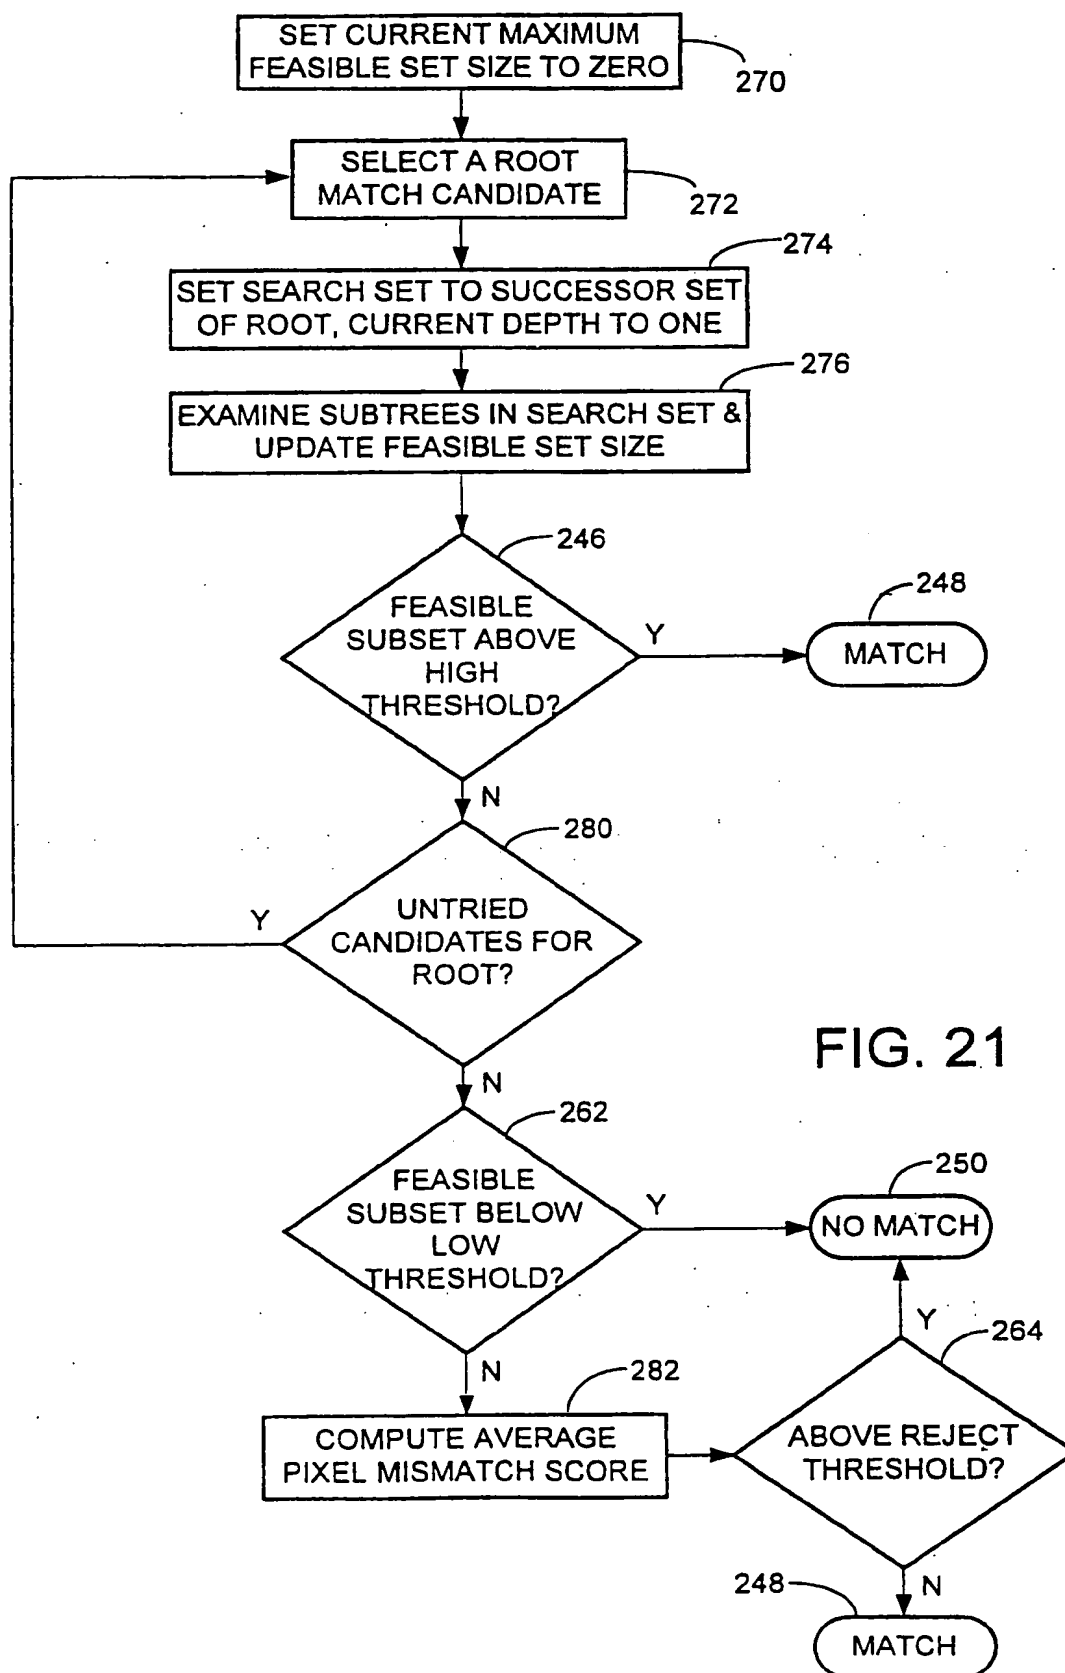 SET CURRENT MAXIMUM
FEASIBLE SET SIZE TO ZERO
270
SELECT A ROOT
MATCH CANDIDATE
272
274
SET SEARCH SET TO SUCCESSOR SET
OF ROOT, CURRENT DEPTH TO ONE
276
EXAMINE SUBTREES IN SEARCH SET &
UPDATE FEASIBLE SET SIZE
246
FEASIBLE
SUBSET ABOVE
HIGH
THRESHOLD?
Y
248
MATCH
N
280
UNTRIED
CANDIDATES FOR
ROOT?
Y
FIG. 21
N
262
FEASIBLE
SUBSET BELOW
LOW
THRESHOLD?
Y
250
NO MATCH
Y
264
N
282
COMPUTE AVERAGE
PIXEL MISMATCH SCORE
ABOVE REJECT
THRESHOLD?
N
248
MATCH